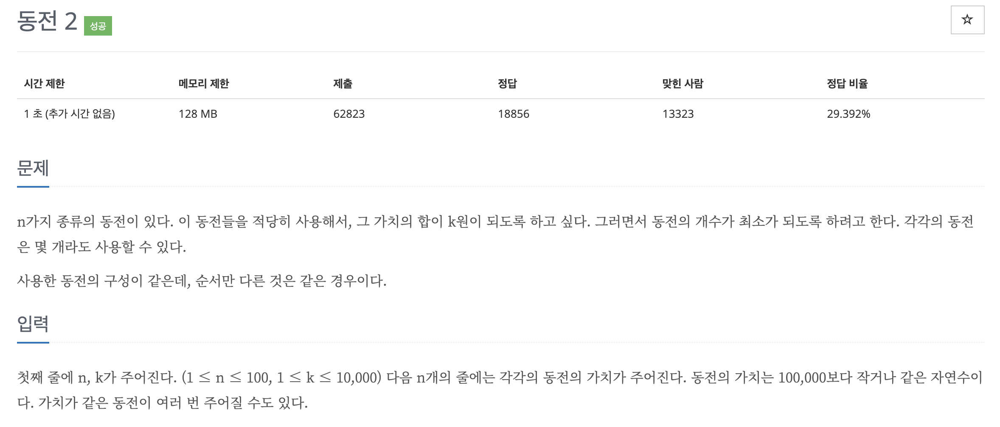 동전 2 성공
시간 제한 메모리 제한 제출 정답 맞힌 사람 정답 비율
1 초 (추가 시간 없음) 128 MB 62823 18856 13323 29.392%
문제
n가지 종류의 동전이 있다. 이 동전들을 적당히 사용해서, 그 가치의 합이 k원이 되도록 하고 싶다. 그러면서 동전의 개수가 최소가 되도록 하려고 한다. 각각의 동전
은 몇 개라도 사용할 수 있다.
사용한 동전의 구성이 같은데, 순서만 다른 것은 같은 경우이다.
입력
첫째 줄에 n, k가 주어진다. (1 ≤ n ≤ 100, 1 ≤ k ≤ 10,000) 다음 n개의 줄에는 각각의 동전의 가치가 주어진다. 동전의 가치는 100,000보다 작거나 같은 자연수이
다. 가치가 같은 동전이 여러 번 주어질 수도 있다.